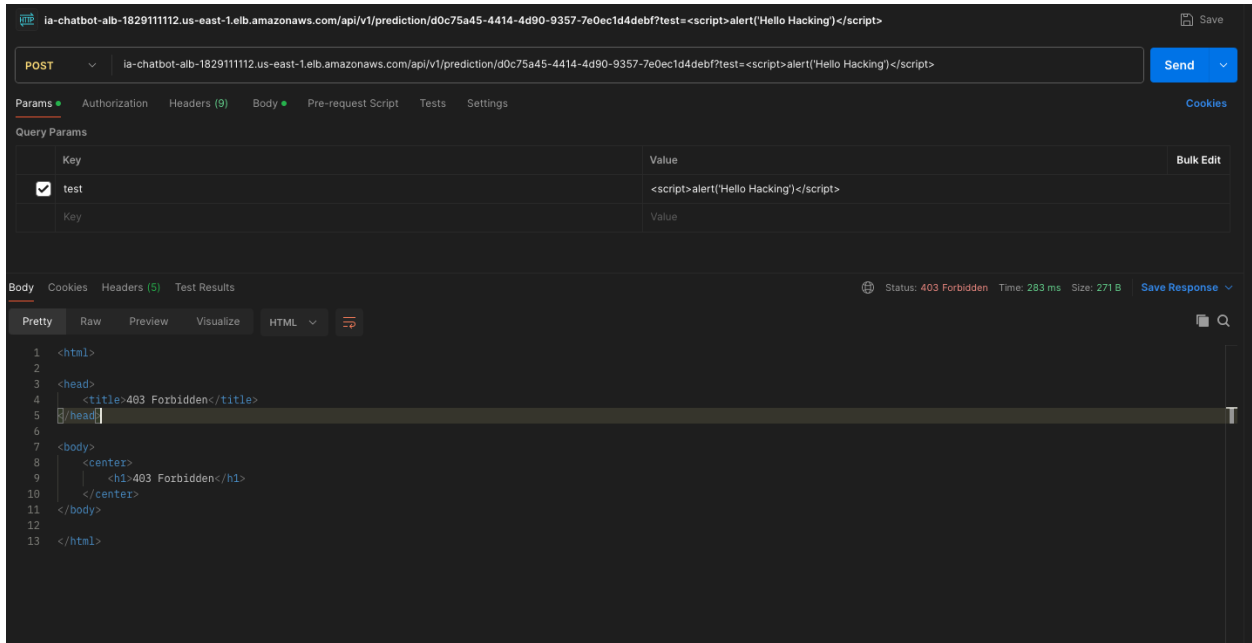 HTTP ia-chatbot-alb-1829111112.us-east-1.elb.amazonaws.com/api/v1/prediction/d0c75a45-4414-4d90-9357-7e0ec1d4debf?test=<script>alert('Hello Hacking')</script> Save
POST ia-chatbot-alb-1829111112.us-east-1.elb.amazonaws.com/api/v1/prediction/d0c75a45-4414-4d90-9357-7e0ec1d4debf?test=<script>alert('Hello Hacking')</script> Send
Params Authorization Headers (9) Body Pre-request Script Tests Settings Cookies
Query Params
Key Value Bulk Edit
test <script>alert('Hello Hacking')</script>
Key Value
Body Cookies Headers (5) Test Results Status: 403 Forbidden Time: 283 ms Size: 271 B Save Response
Pretty Raw Preview Visualize HTML
1 <html>
2
3 <head>
4 <title>403 Forbidden</title>
5 </head>
6
7 <body>
8 <center>
9 <h1>403 Forbidden</h1>
10 </center>
11 </body>
12
13 </html>